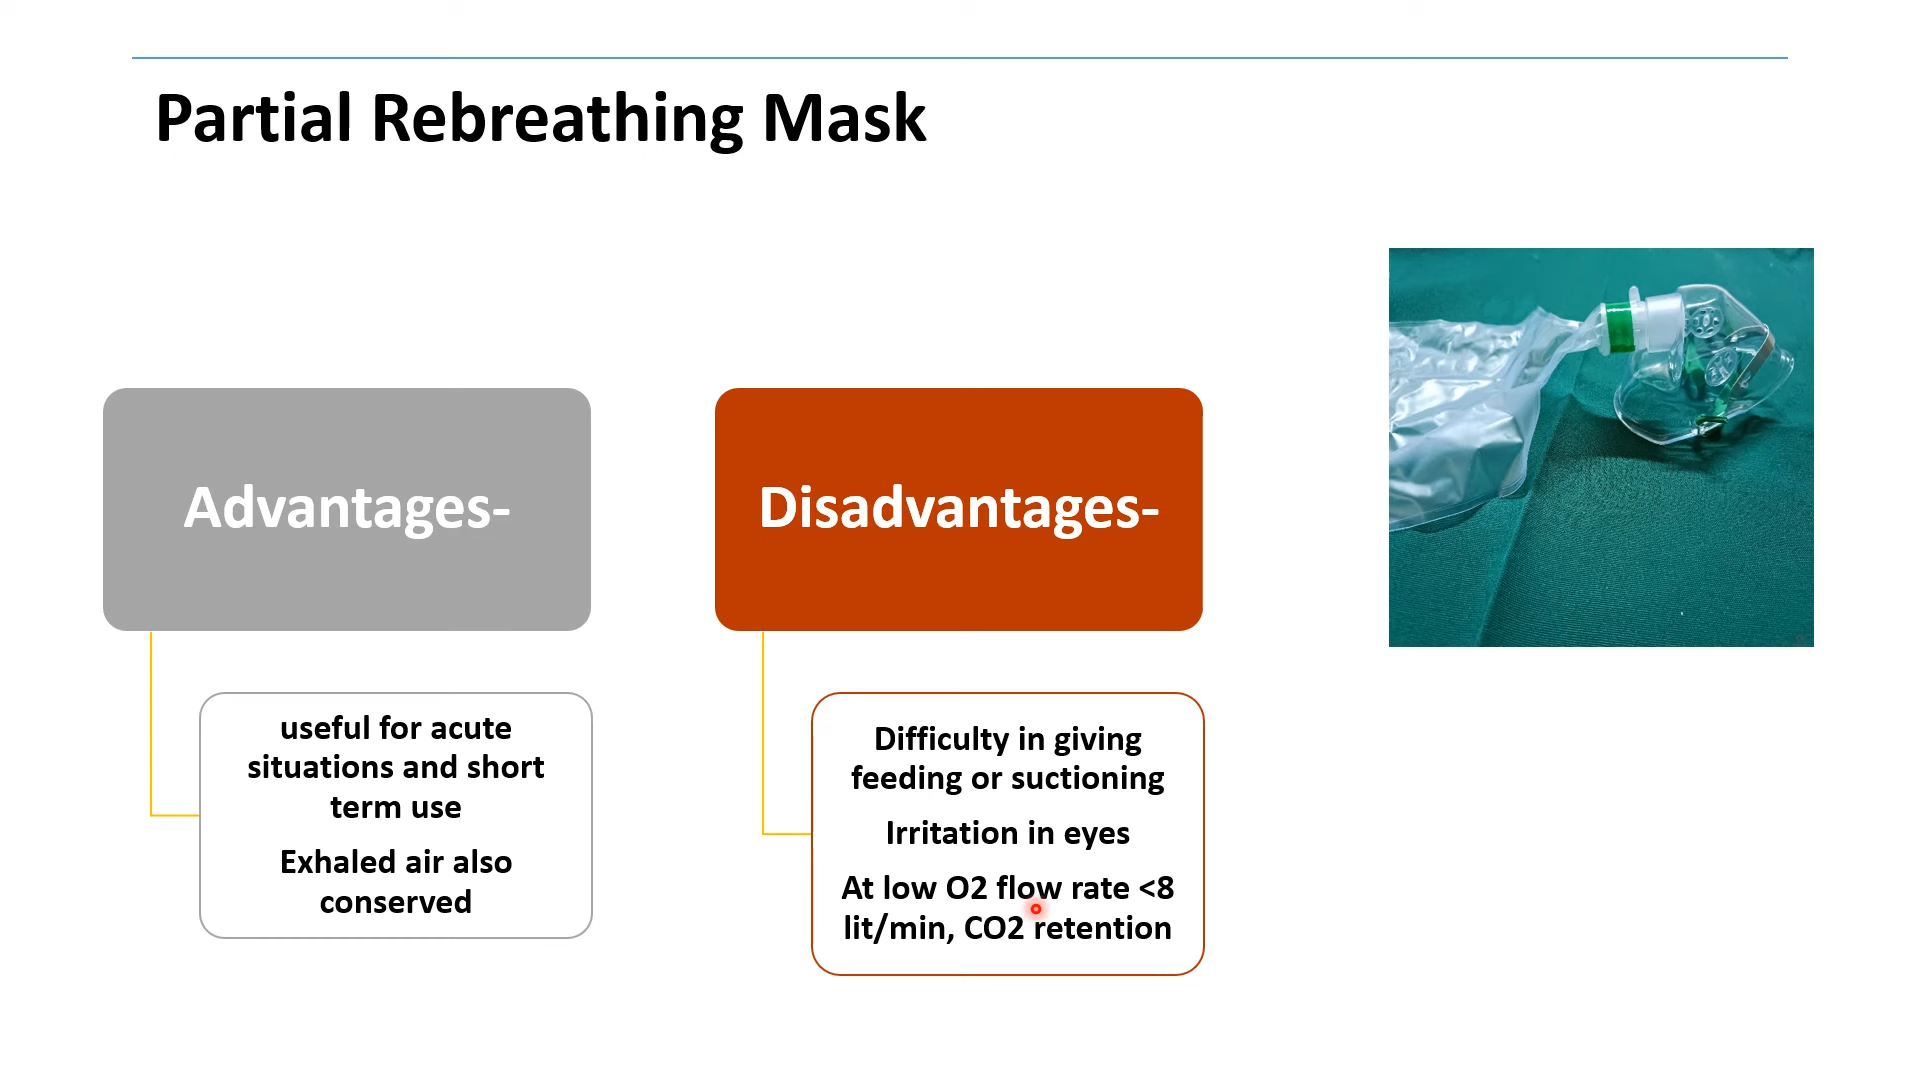 Partial Rebreathing Mask
Advantages-
useful for acute
situations and short
term use
Exhaled air also
conserved
Disadvantages-
Difficulty in giving
feeding or suctioning
Irritation in eyes
At low O2 flow rate <8
lit/min, CO2 retention